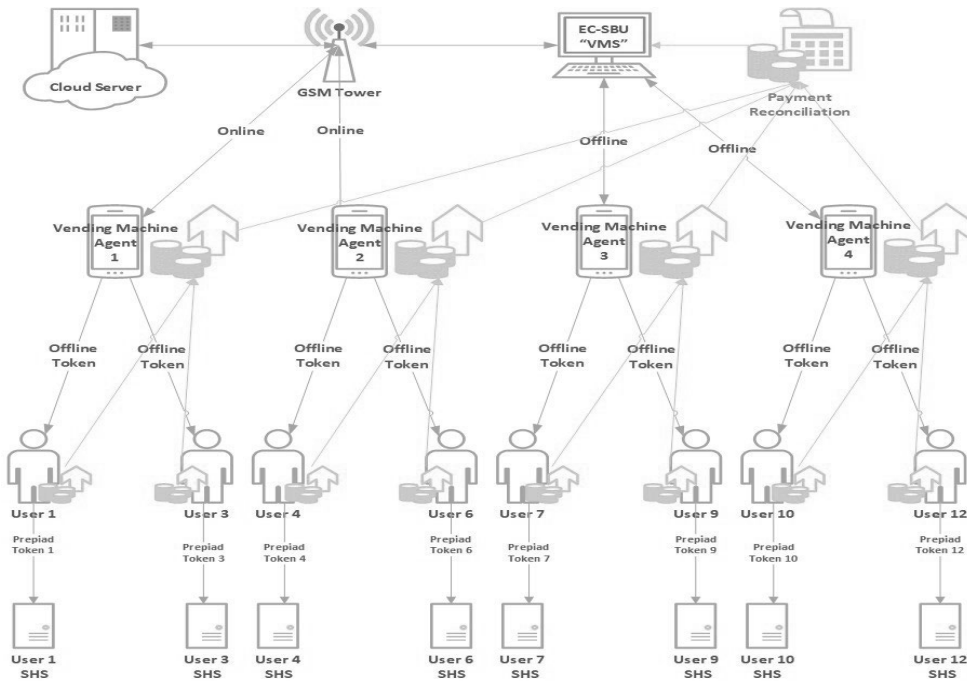 EC-SBU
"VMS"
Cloud Server
GSM Tower
Payment
Reconciliation
Online
Online
Offline
Offline
Vending Machine
Agent
1
Vending Machine
Agent
2
Vending Machine
Agent
3
Vending Machine
Agent
4
Offline
Token
Offline
Token
Offline
Token
Offline
Token
Offline
Token
Offline
Token
Offline
Token
Offline
Token
User 1
User 3
User 4
User 6
User 7
User 9
User 10
User 12
Prepiad
Token 1
Prepiad
Token 3
Prepiad
Token 4
Prepiad
Token 6
Prepiad
Token 7
Prepiad
Token 9
Prepiad
Token 10
Prepiad
Token 12
User 1
SHS
User 3
SHS
User 4
SHS
User 6
SHS
User 7
SHS
User 9
SHS
User 10
SHS
User 12
SHS